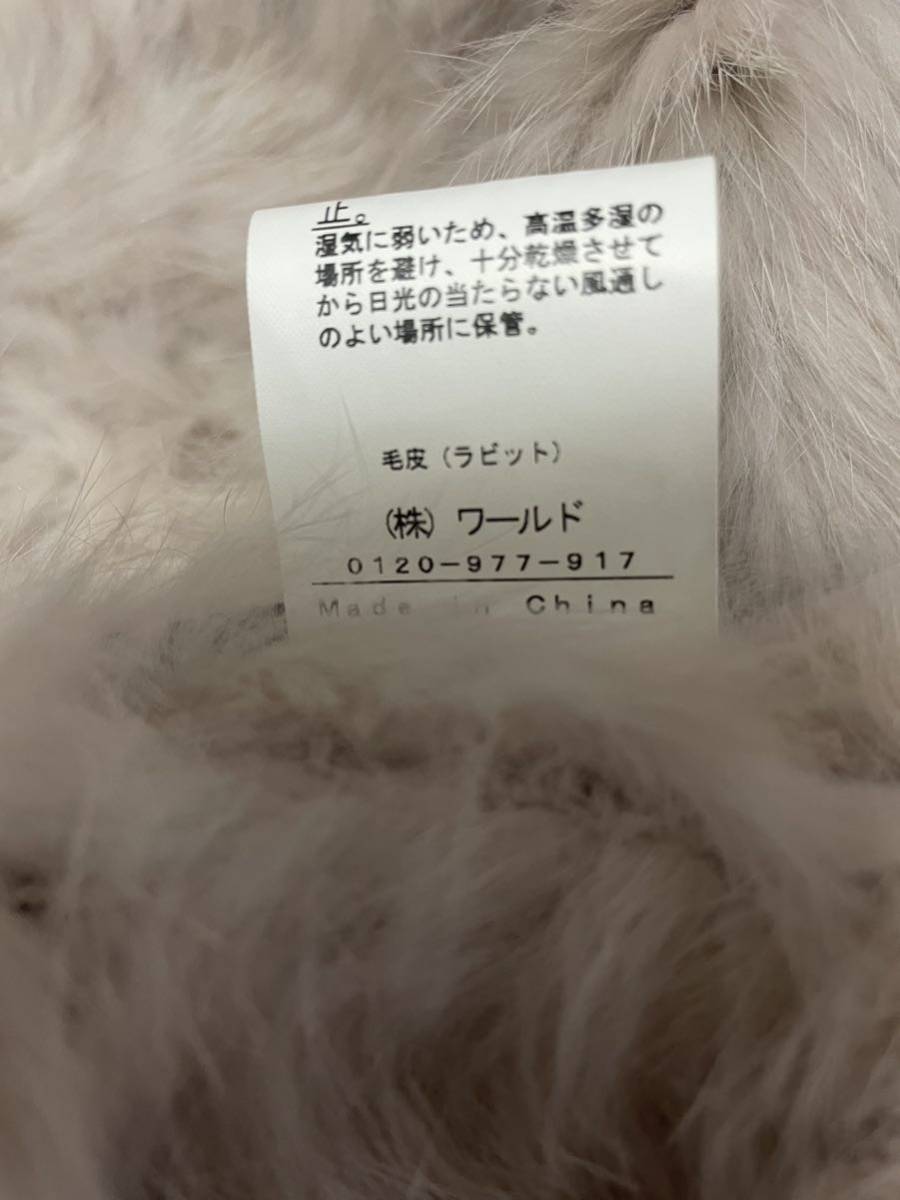 止。
湿気に弱いため、高温多湿の
場所を避け、十分乾燥させて
から日光の当たらない風通し
のよい場所に保管。
毛皮（ラビット）
（株）ワールド
0120-977-917
Made in China